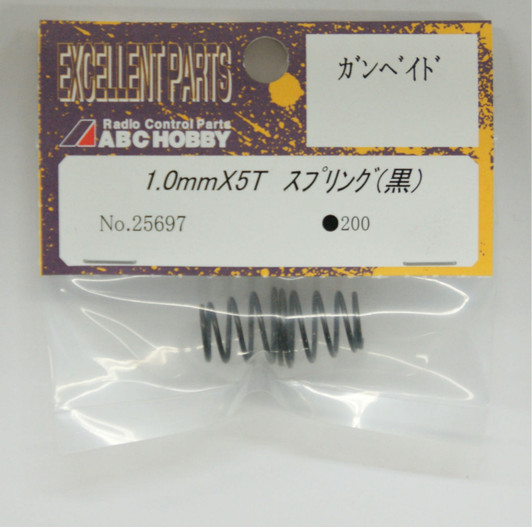 EXCELLENT PARTS
ガンベイド
Radio Control Parts
ABC HOBBY
1.0mmX5T スプリング(黒)
No.25697 ●200